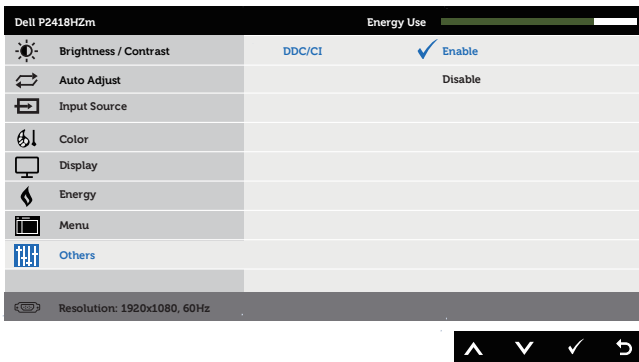 Dell P2418HZm Energy Use
Brightness / Contrast DDC/CI Enable
Auto Adjust Disable
Input Source
Color
Display
Energy
Menu
Others
Resolution: 1920x1080, 60Hz